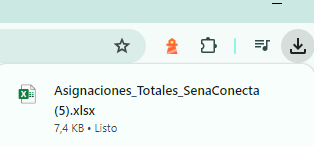 Asignaciones_Totales_SenaConecta
(5).xlsx
7,4 KB • Listo